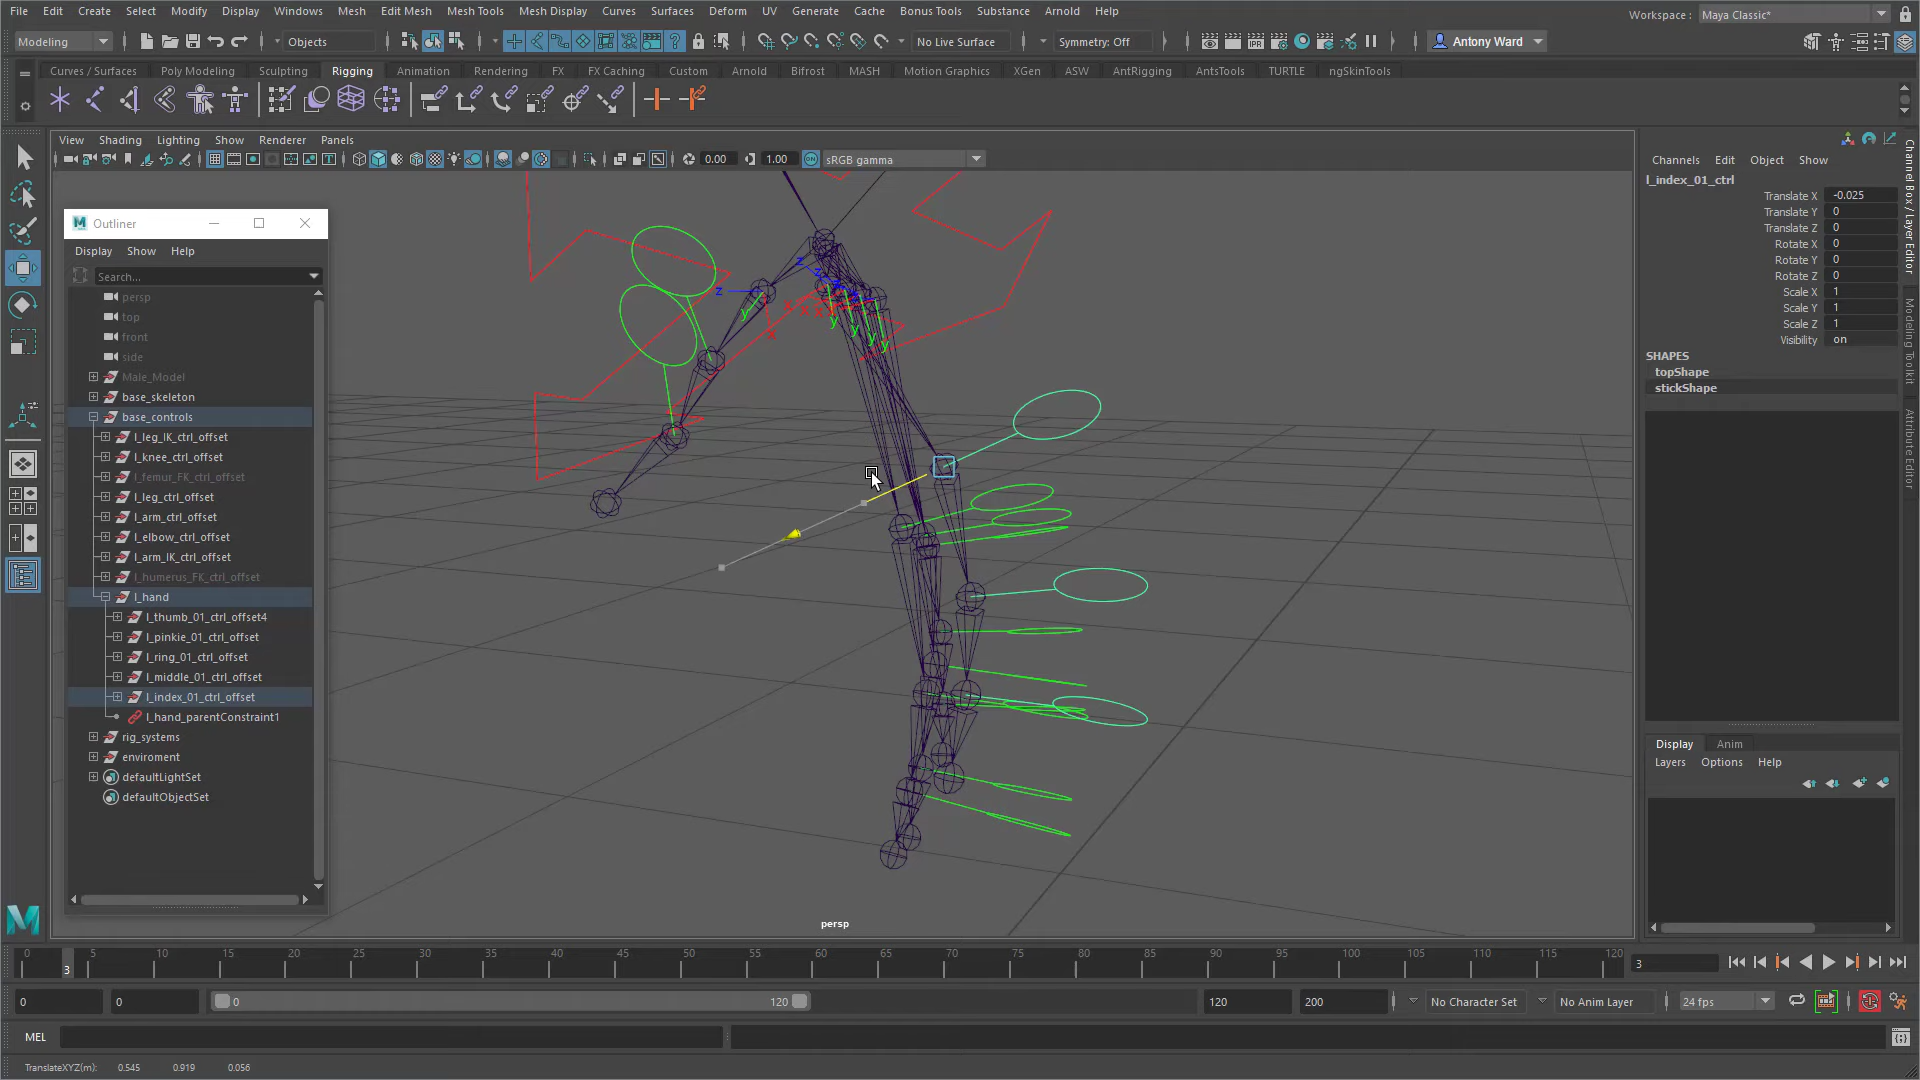 File Edit Create Select Modify Display Windows Mesh Edit Mesh Mesh Tools Mesh Display Curves Surfaces Deform UV Generate Cache Bonus Tools Substance Arnold Help
Workspace : Maya Classic*
Modeling Objects No Live Surface Symmetry: Off Antony Ward
Curves / Surfaces Poly Modeling Sculpting Rigging Animation Rendering FX FX Caching Custom Arnold Bifrost MASH Motion Graphics XGen ASW AntRigging AntsTools TURTLE ngSkinTools
View Shading Lighting Show Renderer Panels
0.00 1.00 sRGB gamma
Outliner
Display Show Help
Search...
persp
top
front
side
Male_Model
base_skeleton
base_controls
l_leg_IK_ctrl_offset
l_knee_ctrl_offset
l_femur_FK_ctrl_offset
l_leg_ctrl_offset
l_arm_ctrl_offset
l_elbow_ctrl_offset
l_arm_IK_ctrl_offset
l_humerus_FK_ctrl_offset
l_hand
l_thumb_01_ctrl_offset4
l_pinkie_01_ctrl_offset
l_ring_01_ctrl_offset
l_middle_01_ctrl_offset
l_index_01_ctrl_offset
l_hand_parentConstraint1
rig_systems
enviroment
defaultLightSet
defaultObjectSet
persp
Channels Edit Object Show
l_index_01_ctrl
Translate X -0.025
Translate Y 0
Translate Z 0
Rotate X 0
Rotate Y 0
Rotate Z 0
Scale X 1
Scale Y 1
Scale Z 1
Visibility on
SHAPES
topShape
stickShape
Channel Box / Layer Editor
Modeling Toolkit
Attribute Editor
Display Anim
Layers Options Help
0 5 10 15 20 25 30 35 40 45 50 55 60 65 70 75 80 85 90 95 100 105 110 115 120
3
3
0 0 0 120 120 200 No Character Set No Anim Layer 24 fps
MEL
TranslateXYZ(m): 0.545 0.919 0.056